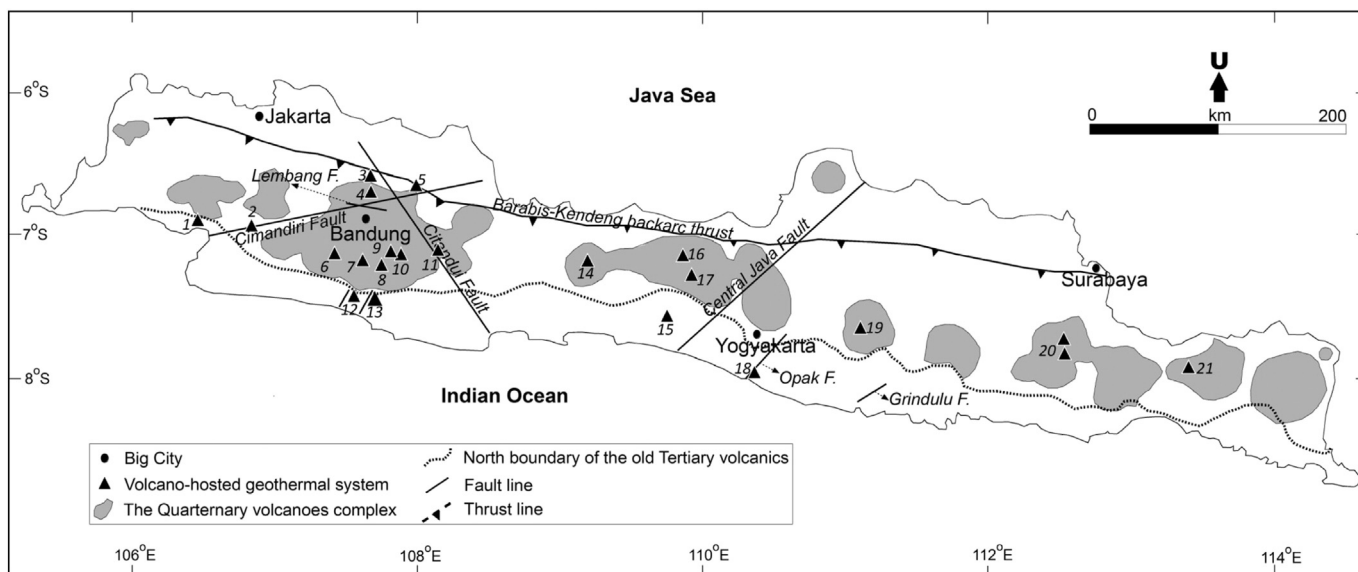 U
0 km 200
6°S
7°S
8°S
Java Sea
Jakarta
Lembang F.
3
4
5
2
1
Cimandiri Fault
Bandung
Citandui Fault
Barabis-Kendeng backarc thrust
Central Java Fault
Surabaya
6
7
8
9
10
11
12
13
14
15
16
17
Yogyakarta
18
Opak F.
19
Grindulu F.
20
21
Indian Ocean
Big City
Volcano-hosted geothermal system
The Quarternary volcanoes complex
North boundary of the old Tertiary volcanics
Fault line
Thrust line
106°E 108°E 110°E 112°E 114°E